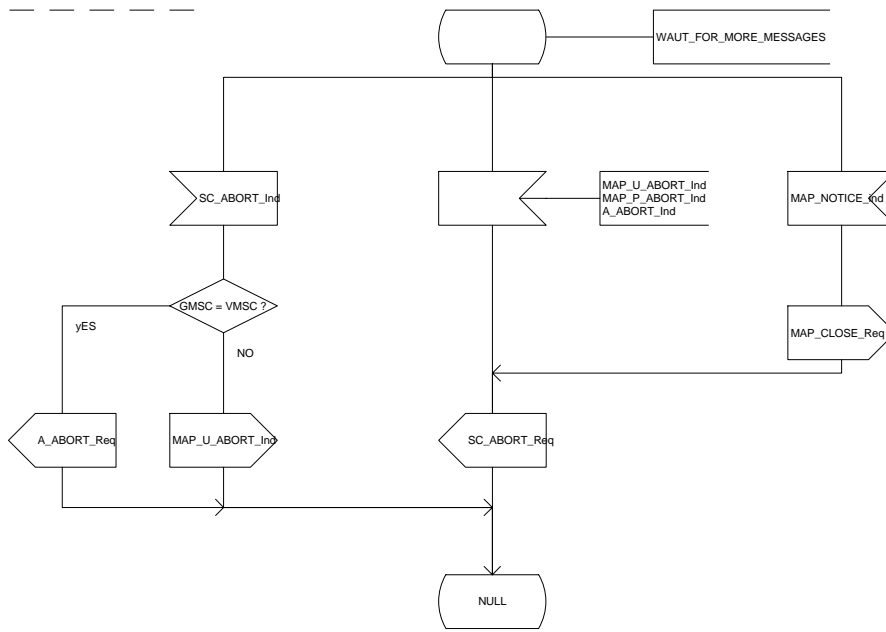 WAUT_FOR_MORE_MESSAGES
SC_ABORT_Ind
MAP_U_ABORT_Ind
MAP_P_ABORT_Ind
A_ABORT_Ind
MAP_NOTICE_ind
GMSC = VMSC ?
yES
NO
MAP_CLOSE_Req
A_ABORT_Req
MAP_U_ABORT_Ind
SC_ABORT_Req
NULL